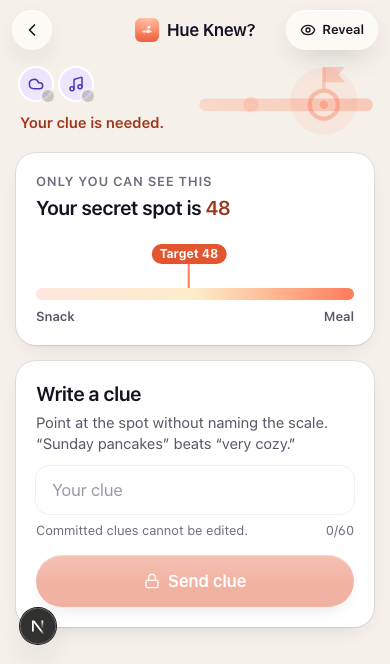 Hue Knew?
Reveal
Your clue is needed.
ONLY YOU CAN SEE THIS
Your secret spot is 48
Target 48
Snack
Meal
Write a clue
Point at the spot without naming the scale.
“Sunday pancakes” beats “very cozy.”
Your clue
Committed clues cannot be edited.
0/60
Send clue
N